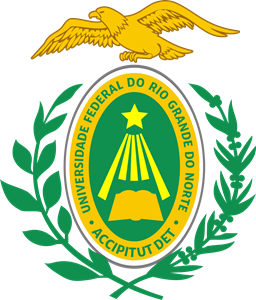 UNIVERSIDADE FEDERAL DO RIO GRANDE DO NORTE
ACCIPIT UT DET